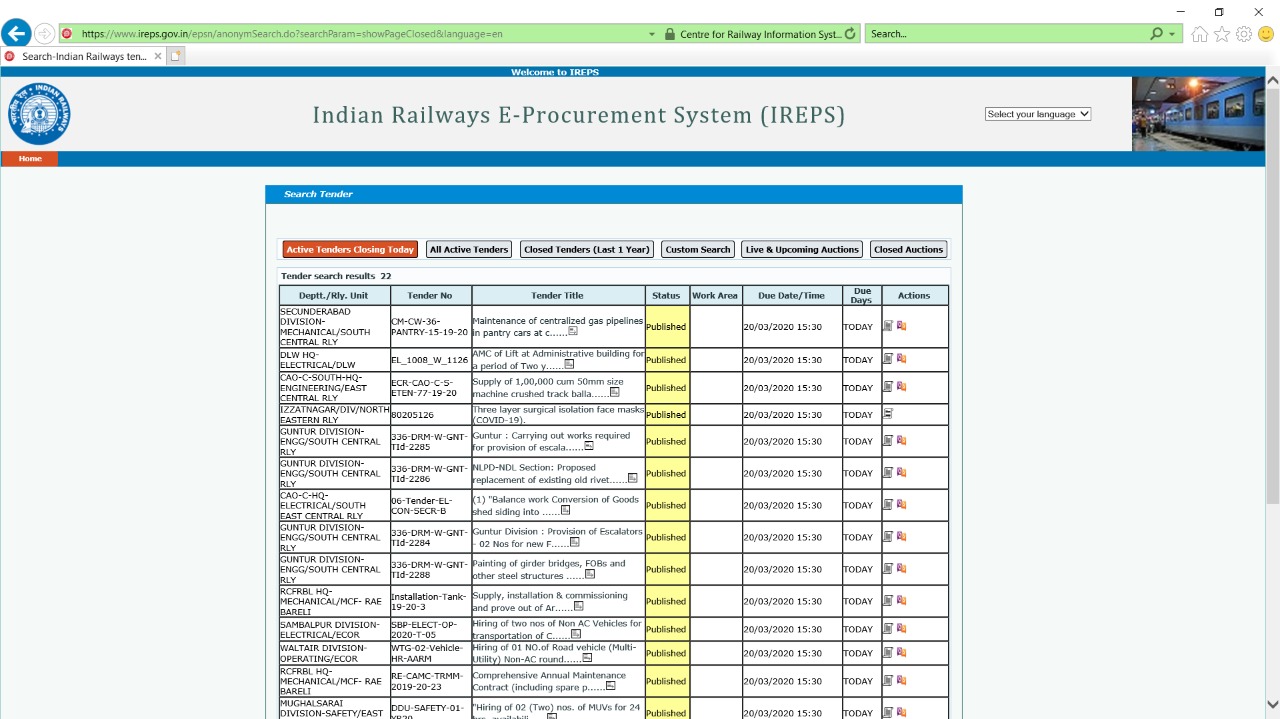 https://www.ireps.gov.in/epsn/anonymSearch.do?searchParam=showPageClosed&language=en
Centre for Railway Information Syst...
Search...
Search-Indian Railways ten...
Welcome to IREPS
Indian Railways E-Procurement System (IREPS)
Select your language
Home
Search Tender
Active Tenders Closing Today All Active Tenders Closed Tenders (Last 1 Year) Custom Search Live & Upcoming Auctions Closed Auctions
Tender search results 22
Deptt./Rly. Unit Tender No Tender Title Status Work Area Due Date/Time Due Days Actions
SECUNDERABAD
DIVISION-
MECHANICAL/SOUTH
CENTRAL RLY
CM-CW-36-
PANTRY-15-19-20
Maintenance of centralized gas pipelines
in pantry cars at c......
Published 20/03/2020 15:30 TODAY
DLW HQ-
ELECTRICAL/DLW
EL_1008_W_1126
AMC of Lift at Administrative building for
a period of Two y......
Published 20/03/2020 15:30 TODAY
CAO-C-SOUTH-HQ-
ENGINEERING/EAST
CENTRAL RLY
ECR-CAO-C-S-
ETEN-77-19-20
Supply of 1,00,000 cum 50mm size
machine crushed track balla......
Published 20/03/2020 15:30 TODAY
IZZATNAGAR/DIV/NORTH
EASTERN RLY
80205126
Three layer surgical isolation face masks
(COVID-19).
Published 20/03/2020 15:30 TODAY
GUNTUR DIVISION-
ENGG/SOUTH CENTRAL
RLY
336-DRM-W-GNT-
TId-2285
Guntur : Carrying out works required
for provision of escala......
Published 20/03/2020 15:30 TODAY
GUNTUR DIVISION-
ENGG/SOUTH CENTRAL
RLY
336-DRM-W-GNT-
TId-2286
NLPD-NDL Section: Proposed
replacement of existing old rivet......
Published 20/03/2020 15:30 TODAY
CAO-C-HQ-
ELECTRICAL/SOUTH
EAST CENTRAL RLY
06-Tender-EL-
CON-SECR-B
(1) "Balance work Conversion of Goods
shed siding into ......
Published 20/03/2020 15:30 TODAY
GUNTUR DIVISION-
ENGG/SOUTH CENTRAL
RLY
336-DRM-W-GNT-
TId-2284
Guntur Division : Provision of Escalators
- 02 Nos for new F......
Published 20/03/2020 15:30 TODAY
GUNTUR DIVISION-
ENGG/SOUTH CENTRAL
RLY
336-DRM-W-GNT-
TId-2288
Painting of girder bridges, FOBs and
other steel structures ......
Published 20/03/2020 15:30 TODAY
RCFRBL HQ-
MECHANICAL/MCF- RAE
BARELI
Installation-Tank-
19-20-3
Supply, installation & commissioning
and prove out of Ar......
Published 20/03/2020 15:30 TODAY
SAMBALPUR DIVISION-
ELECTRICAL/ECOR
SBP-ELECT-OP-
2020-T-05
Hiring of two nos of Non AC Vehicles for
transportation of C......
Published 20/03/2020 15:30 TODAY
WALTAIR DIVISION-
OPERATING/ECOR
WTG-02-Vehicle-
HR-AARM
Hiring of 01 NO.of Road vehicle (Multi-
Utility) Non-AC round......
Published 20/03/2020 15:30 TODAY
RCFRBL HQ-
MECHANICAL/MCF- RAE
BARELI
RE-CAMC-TRMM-
2019-20-23
Comprehensive Annual Maintenance
Contract (including spare p......
Published 20/03/2020 15:30 TODAY
MUGHALSARAI
DIVISION-SAFETY/EAST
DDU-SAFETY-01-
"Hiring of 02 (Two) nos. of MUVs for 24
Published 20/03/2020 15:30 TODAY